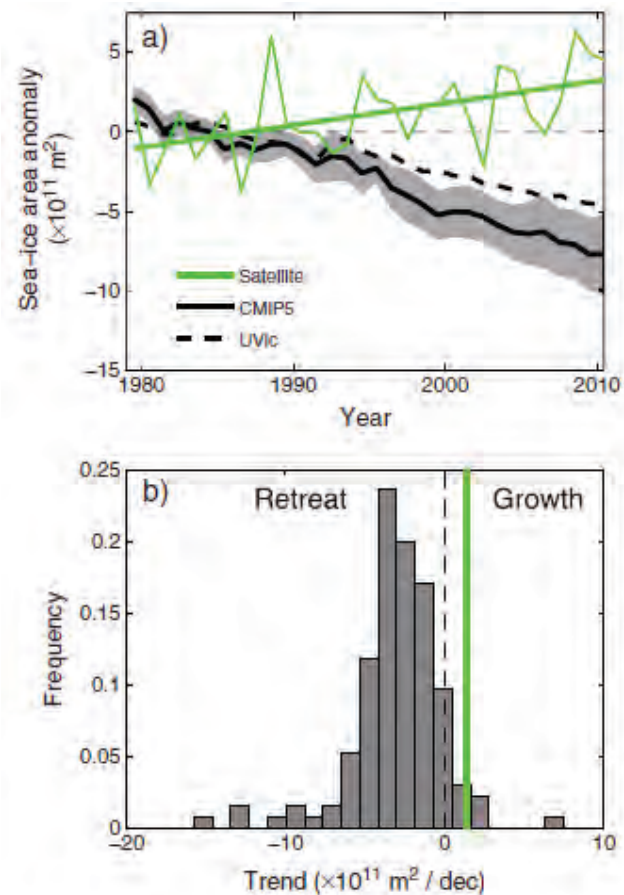 a)
5
0
−5
−10
−15
Sea−ice area anomaly
(×10¹¹ m²)
Satellite
CMIP5
UVic
1980 1990 2000 2010
Year
b)
Retreat Growth
0.25
0.2
0.15
0.1
0.05
0
Frequency
−20 −10 0 10
Trend (×10¹¹ m² / dec)